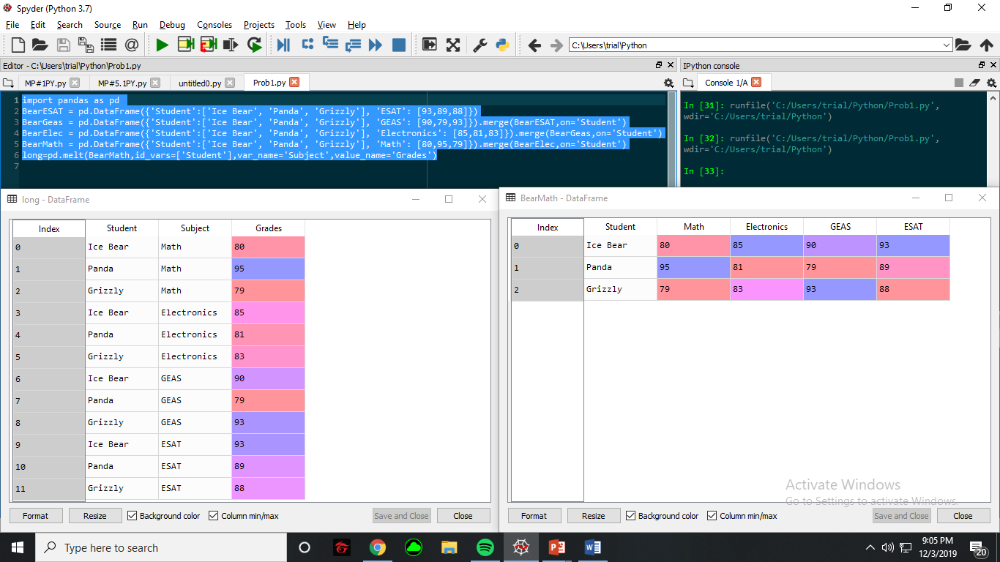 Spyder (Python 3.7)
File Edit Search Source Run Debug Consoles Projects Tools View Help
C:\Users\trial\Python
Editor - C:\Users\trial\Python\Prob1.py
IPython console
MP#1PY.py MP#5.1PY.py untitled0.py Prob1.py
Console 1/A
1 import pandas as pd
2 BearESAT = pd.DataFrame({'Student':['Ice Bear', 'Panda', 'Grizzly'], 'ESAT': [93,89,88]})
3 BearGeas = pd.DataFrame({'Student':['Ice Bear', 'Panda', 'Grizzly'], 'GEAS': [90,79,93]}).merge(BearESAT,on='Student')
4 BearElec = pd.DataFrame({'Student':['Ice Bear', 'Panda', 'Grizzly'], 'Electronics': [85,81,83]}).merge(BearGeas,on='Student')
5 BearMath = pd.DataFrame({'Student':['Ice Bear', 'Panda', 'Grizzly'], 'Math': [80,95,79]}).merge(BearElec,on='Student')
6 long=pd.melt(BearMath,id_vars=['Student'],var_name='Subject',value_name='Grades')
7
In [31]: runfile('C:/Users/trial/Python/Prob1.py',
wdir='C:/Users/trial/Python')
In [32]: runfile('C:/Users/trial/Python/Prob1.py',
wdir='C:/Users/trial/Python')
In [33]:
long - DataFrame
Index Student Subject Grades
0 Ice Bear Math 80
1 Panda Math 95
2 Grizzly Math 79
3 Ice Bear Electronics 85
4 Panda Electronics 81
5 Grizzly Electronics 83
6 Ice Bear GEAS 90
7 Panda GEAS 79
8 Grizzly GEAS 93
9 Ice Bear ESAT 93
10 Panda ESAT 89
11 Grizzly ESAT 88
Format Resize Background color Column min/max Save and Close Close
BearMath - DataFrame
Index Student Math Electronics GEAS ESAT
0 Ice Bear 80 85 90 93
1 Panda 95 81 79 89
2 Grizzly 79 83 93 88
Activate Windows
Go to Settings to activate Windows.
Format Resize Background color Column min/max Save and Close Close
Type here to search
9:05 PM
12/3/2019
20